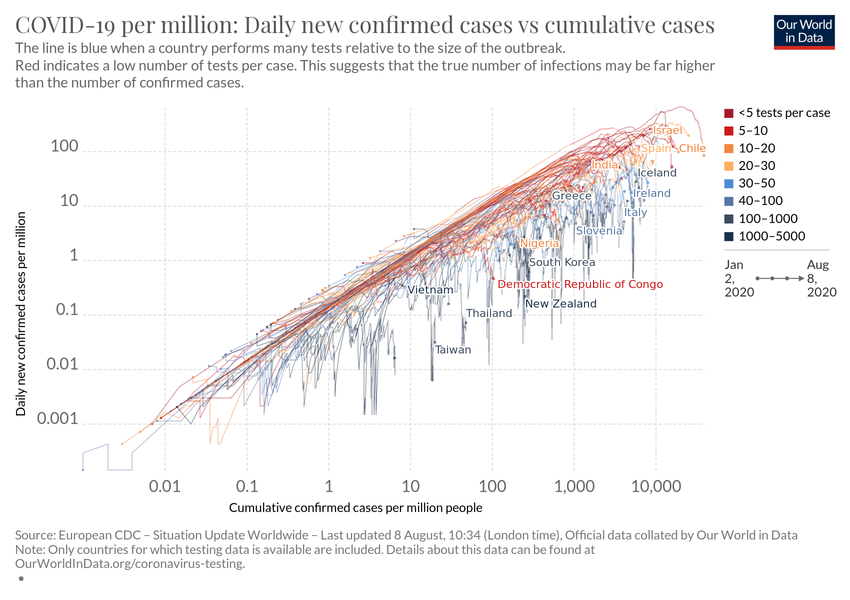 COVID-19 per million: Daily new confirmed cases vs cumulative cases
Our World
in Data
The line is blue when a country performs many tests relative to the size of the outbreak.
Red indicates a low number of tests per case. This suggests that the true number of infections may be far higher
than the number of confirmed cases.
Daily new confirmed cases per million
100
10
1
0.1
0.01
0.001
Israel
Spain
Chile
India
Iceland
Greece
Ireland
Italy
Slovenia
Nigeria
South Korea
Democratic Republic of Congo
Vietnam
New Zealand
Thailand
Taiwan
<5 tests per case
5–10
10–20
20–30
30–50
40–100
100–1000
1000–5000
Jan
2,
2020
Aug
8,
2020
0.01
0.1
1
10
100
1,000
10,000
Cumulative confirmed cases per million people
Source: European CDC – Situation Update Worldwide – Last updated 8 August, 10:34 (London time), Official data collated by Our World in Data
Note: Only countries for which testing data is available are included. Details about this data can be found at
OurWorldInData.org/coronavirus-testing.
•